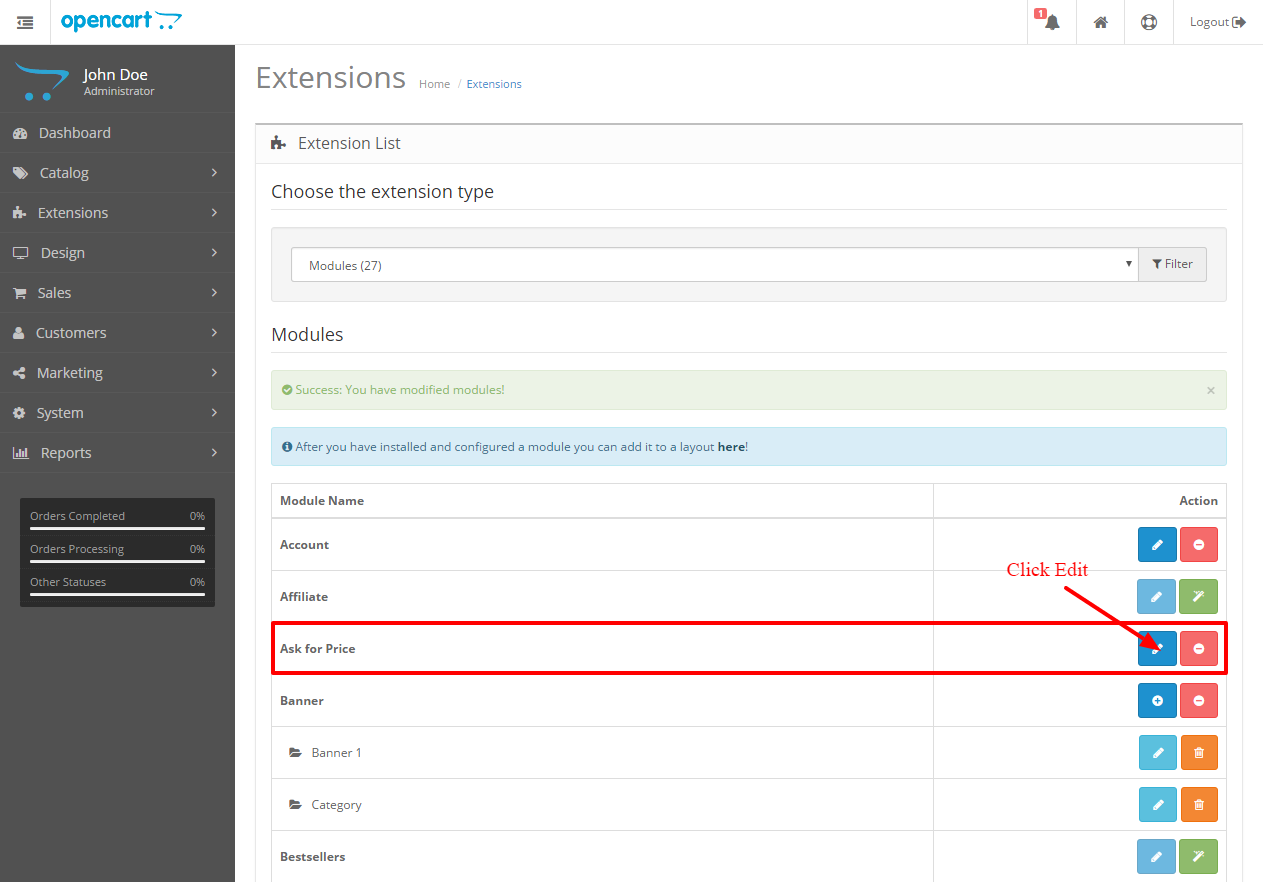 opencart
1
Logout
John Doe
Administrator
Dashboard
Catalog
Extensions
Design
Sales
Customers
Marketing
System
Reports
Orders Completed 0%
Orders Processing 0%
Other Statuses 0%
Extensions Home / Extensions
Extension List
Choose the extension type
Modules (27) Filter
Modules
Success: You have modified modules! ×
After you have installed and configured a module you can add it to a layout here!
Module Name Action
Account
Click Edit
Affiliate
Ask for Price
Banner
Banner 1
Category
Bestsellers